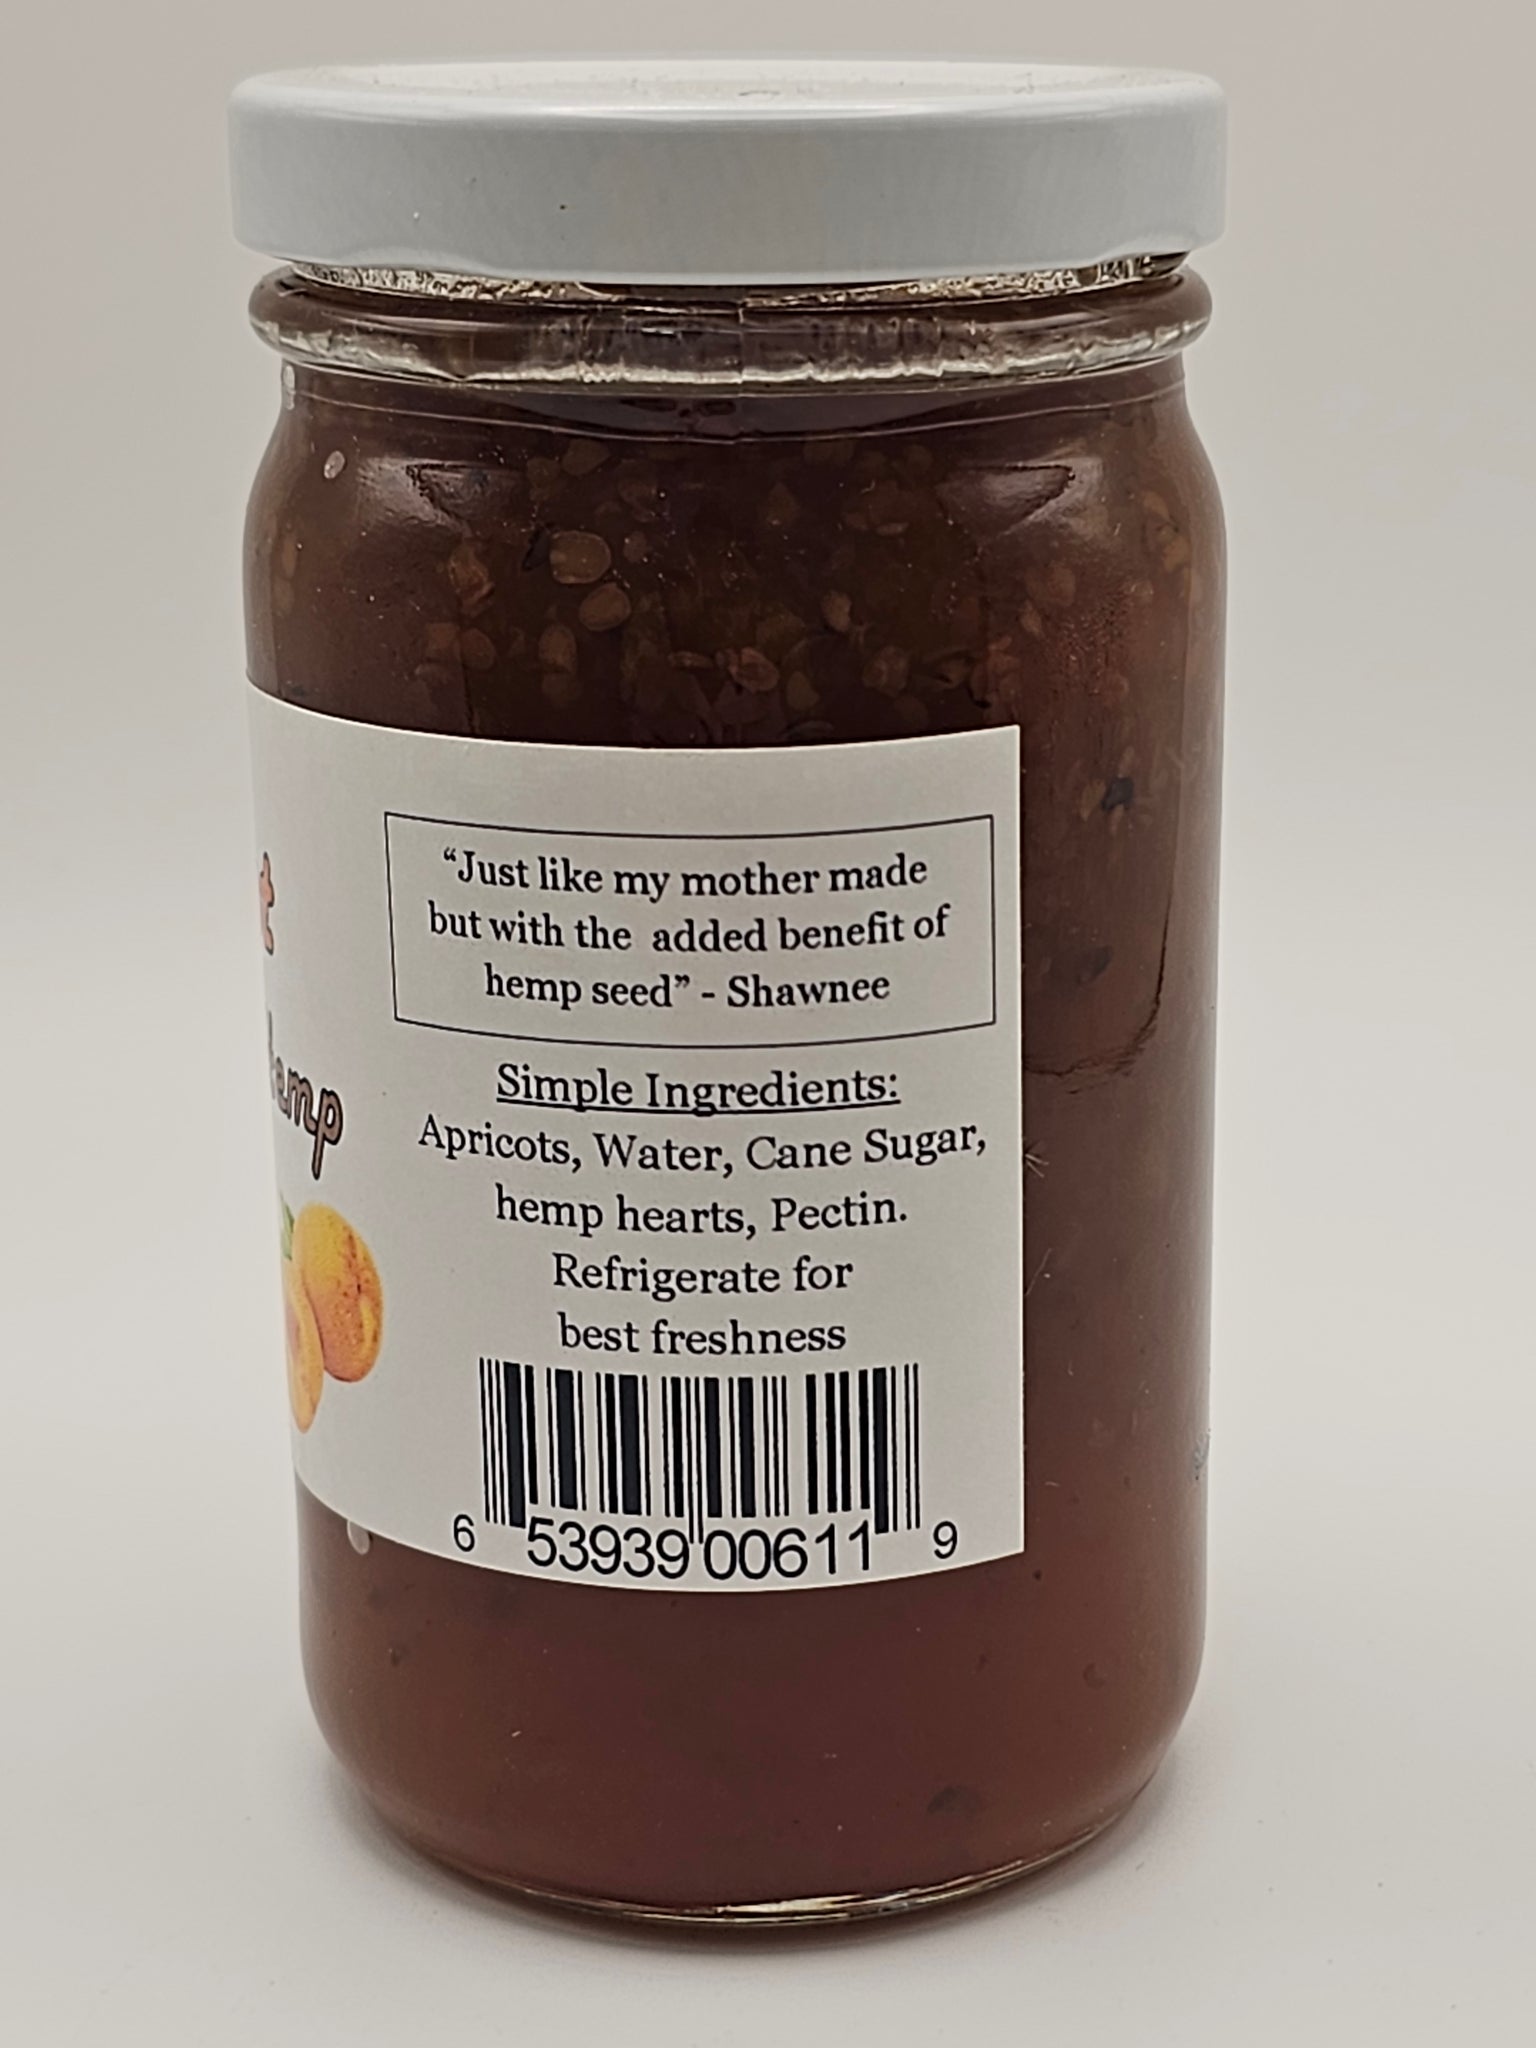 “Just like my mother made
but with the added benefit of
hemp seed” - Shawnee
Simple Ingredients:
Apricots, Water, Cane Sugar,
hemp hearts, Pectin.
Refrigerate for
best freshness
6 53939 00611 9